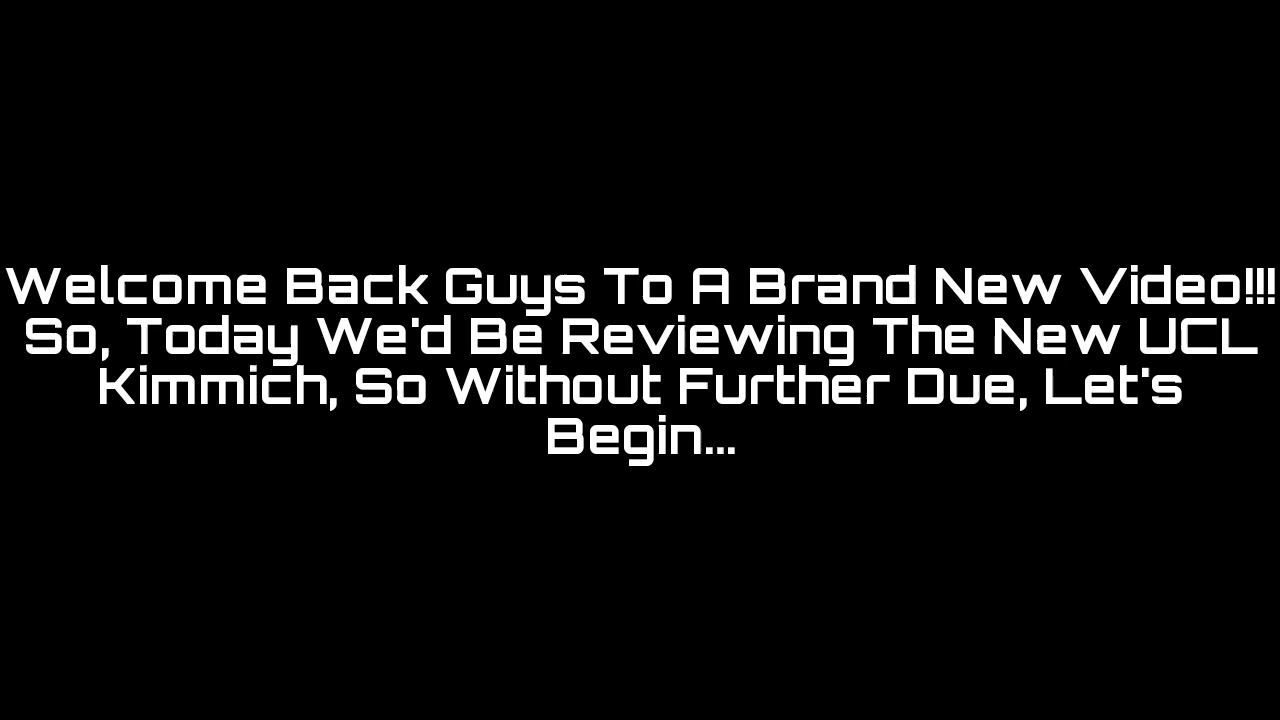 Welcome Back Guys To A Brand New Video!!!
So, Today We'd Be Reviewing The New UCL
Kimmich, So Without Further Due, Let's
Begin...